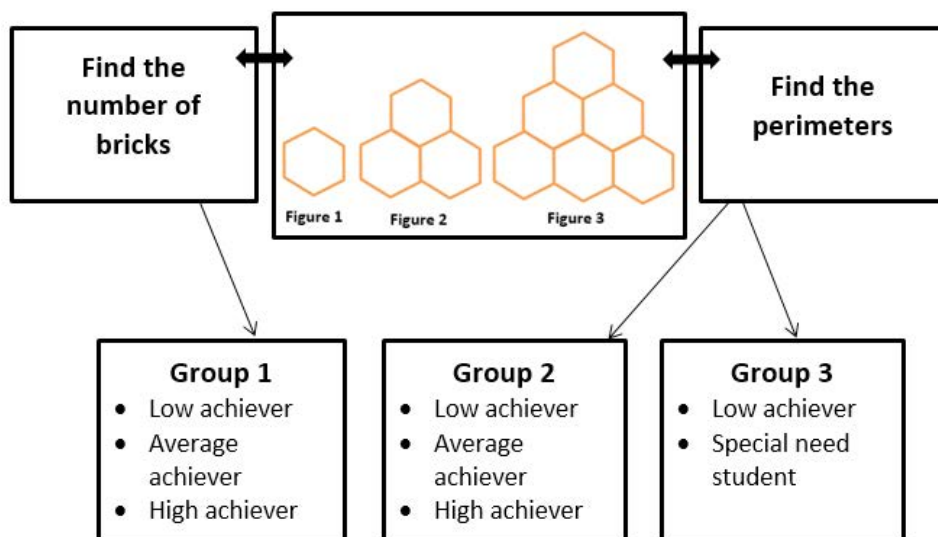 Find the
number of
bricks
Figure 1
Figure 2
Figure 3
Find the
perimeters
Group 1
• Low achiever
• Average
achiever
• High achiever
Group 2
• Low achiever
• Average
achiever
• High achiever
Group 3
• Low achiever
• Special need
student